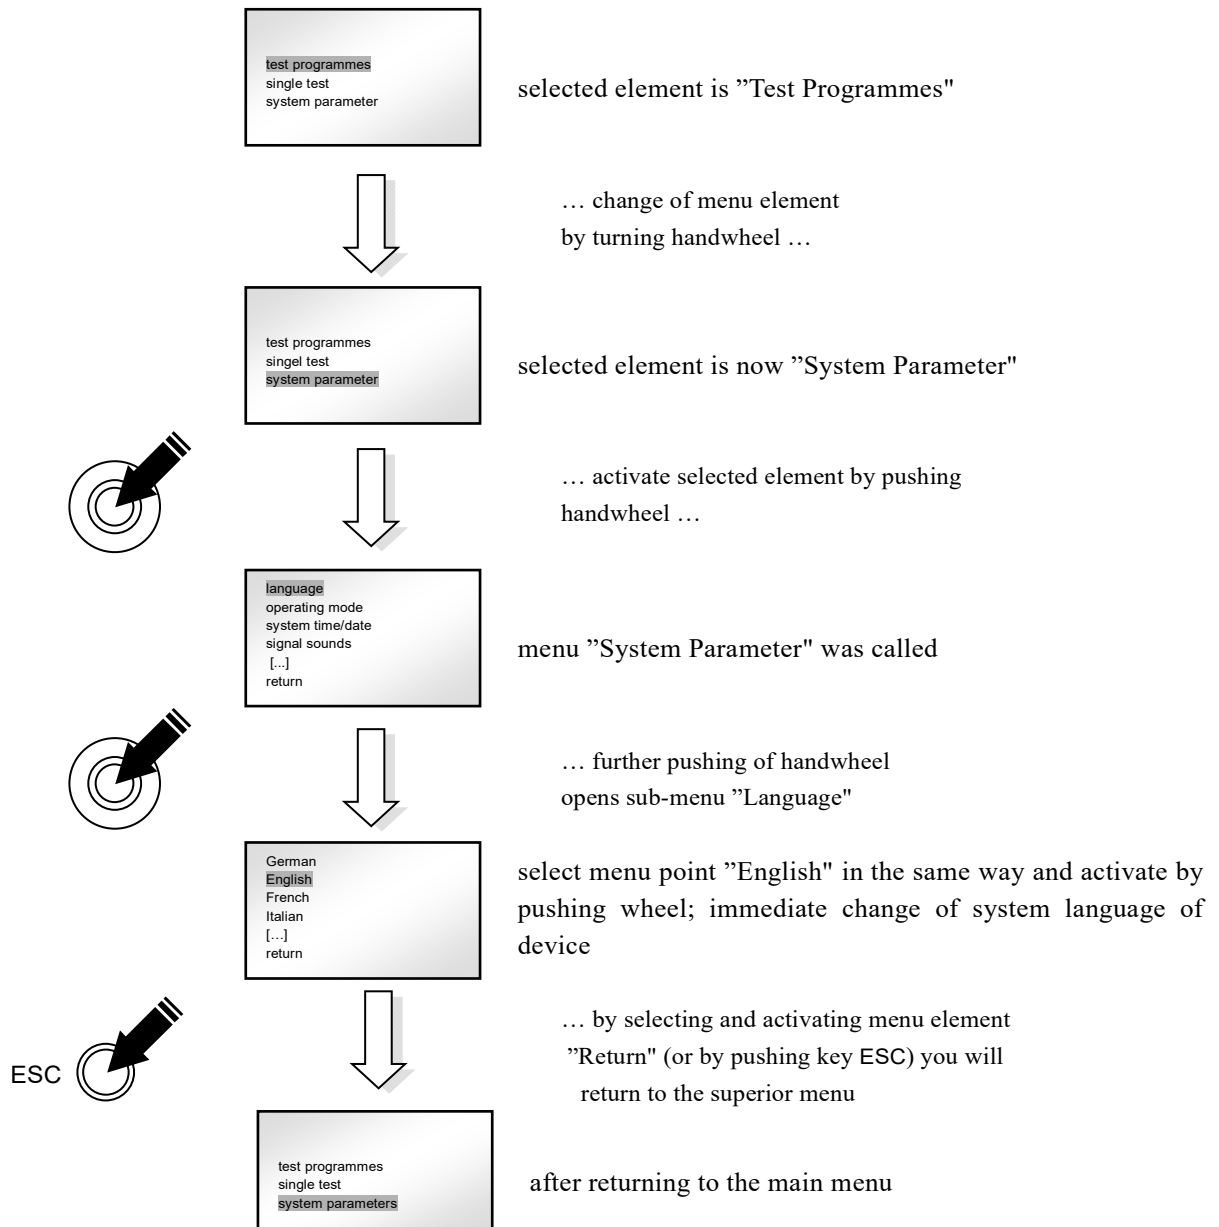 test programmes
single test
system parameter
selected element is ”Test Programmes"
… change of menu element
by turning handwheel …
test programmes
singel test
system parameter
selected element is now ”System Parameter"
… activate selected element by pushing
handwheel …
language
operating mode
system time/date
signal sounds
[...]
return
menu ”System Parameter" was called
… further pushing of handwheel
opens sub-menu ”Language"
German
English
French
Italian
[…]
return
select menu point ”English" in the same way and activate by
pushing wheel; immediate change of system language of
device
ESC
… by selecting and activating menu element
”Return" (or by pushing key ESC) you will
return to the superior menu
test programmes
single test
system parameters
after returning to the main menu